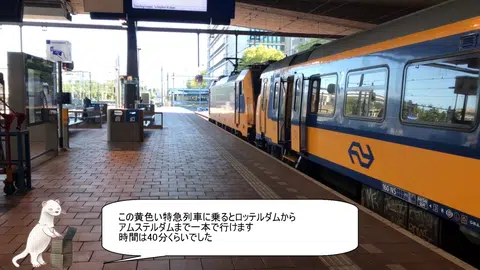 この黄色い特急列車に乗るとロッテルダムから
アムステルダムまで一本で行けます
時間は40分くらいでした